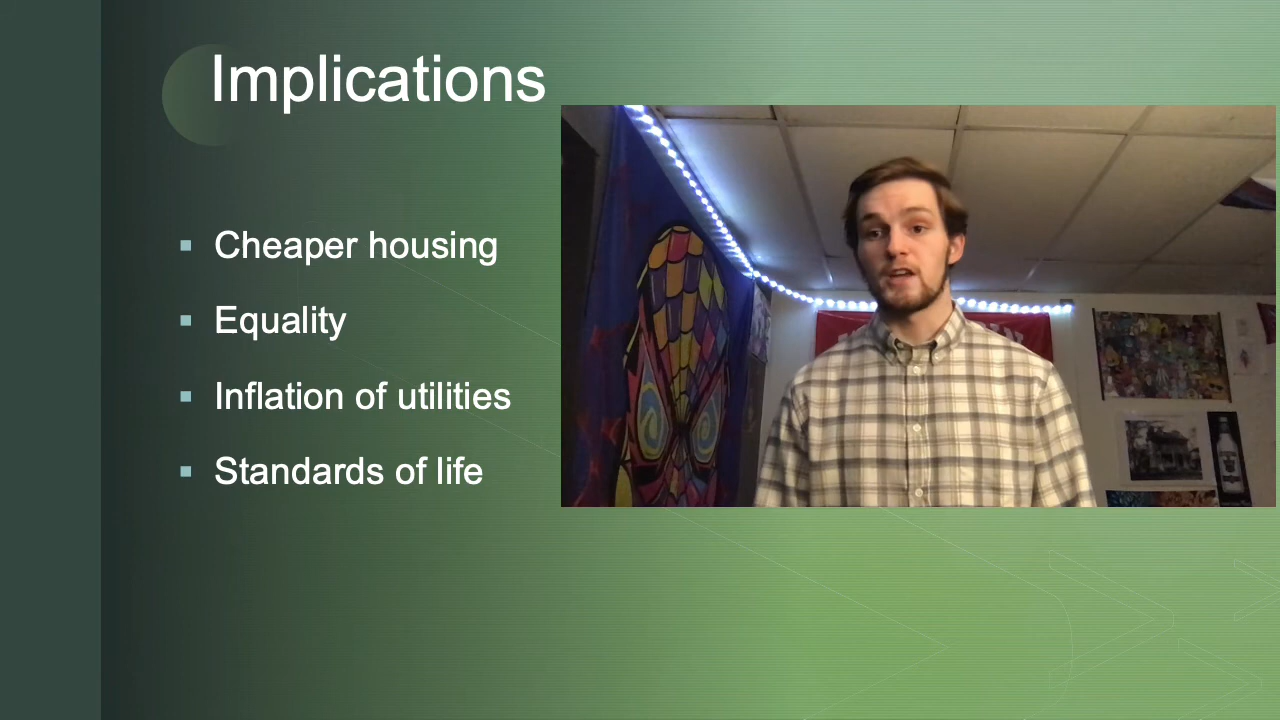 Implications
Cheaper housing
Equality
Inflation of utilities
Standards of life